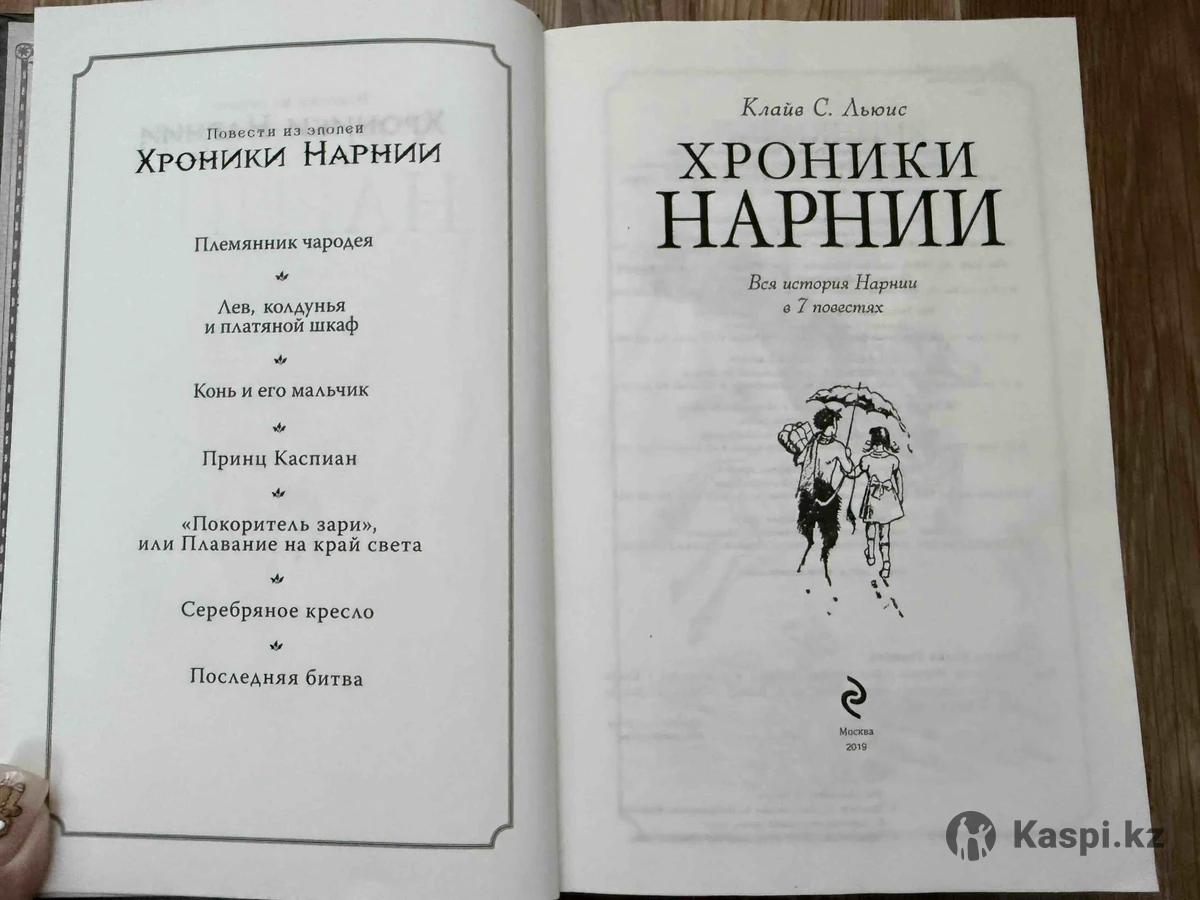 Повести из эпопеи
Хроники Нарнии
Племянник чародея
Лев, колдунья
и платяной шкаф
Конь и его мальчик
Принц Каспиан
«Покоритель зари»,
или Плавание на край света
Серебряное кресло
Последняя битва
Клайв С. Льюис
ХРОНИКИ
НАРНИИ
Вся история Нарнии
в 7 повестях
Москва
2019
Kaspi.kz